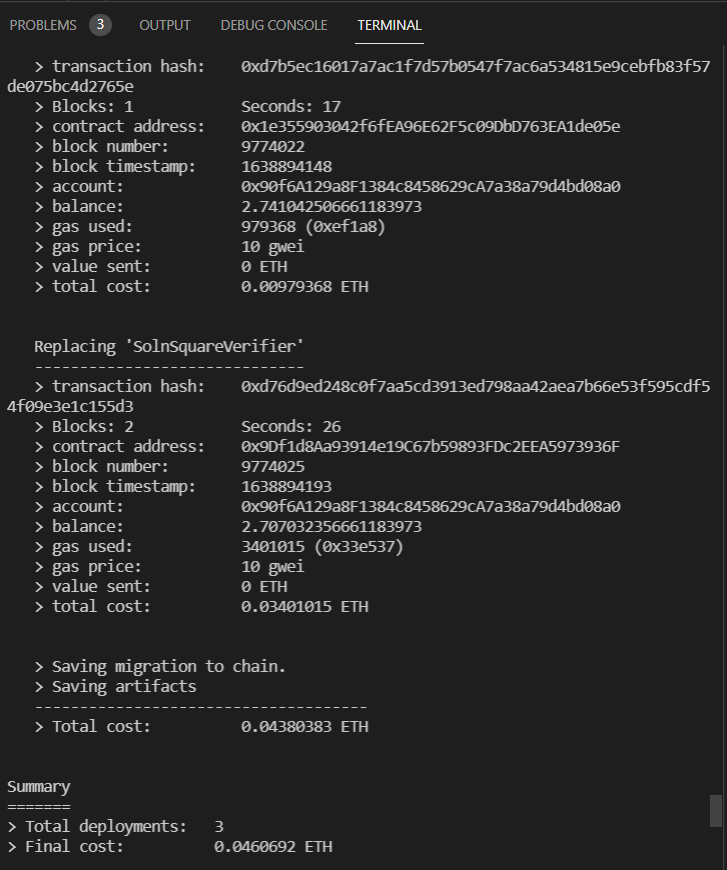 PROBLEMS 3 OUTPUT DEBUG CONSOLE TERMINAL
> transaction hash: 0xd7b5ec16017a7ac1f7d57b0547f7ac6a534815e9cebfb83f57
de075bc4d2765e
> Blocks: 1 Seconds: 17
> contract address: 0x1e355903042f6fEA96E62F5c09DbD763EA1de05e
> block number: 9774022
> block timestamp: 1638894148
> account: 0x90f6A129a8F1384c8458629cA7a38a79d4bd08a0
> balance: 2.741042506661183973
> gas used: 979368 (0xef1a8)
> gas price: 10 gwei
> value sent: 0 ETH
> total cost: 0.00979368 ETH
Replacing 'SolnSquareVerifier'
------------------------------
> transaction hash: 0xd76d9ed248c0f7aa5cd3913ed798aa42aea7b66e53f595cdf5
4f09e3e1c155d3
> Blocks: 2 Seconds: 26
> contract address: 0x9Df1d8Aa93914e19C67b59893FDc2EEA5973936F
> block number: 9774025
> block timestamp: 1638894193
> account: 0x90f6A129a8F1384c8458629cA7a38a79d4bd08a0
> balance: 2.707032356661183973
> gas used: 3401015 (0x33e537)
> gas price: 10 gwei
> value sent: 0 ETH
> total cost: 0.03401015 ETH
> Saving migration to chain.
> Saving artifacts
-------------------------------------
> Total cost: 0.04380383 ETH
Summary
=======
> Total deployments: 3
> Final cost: 0.0460692 ETH